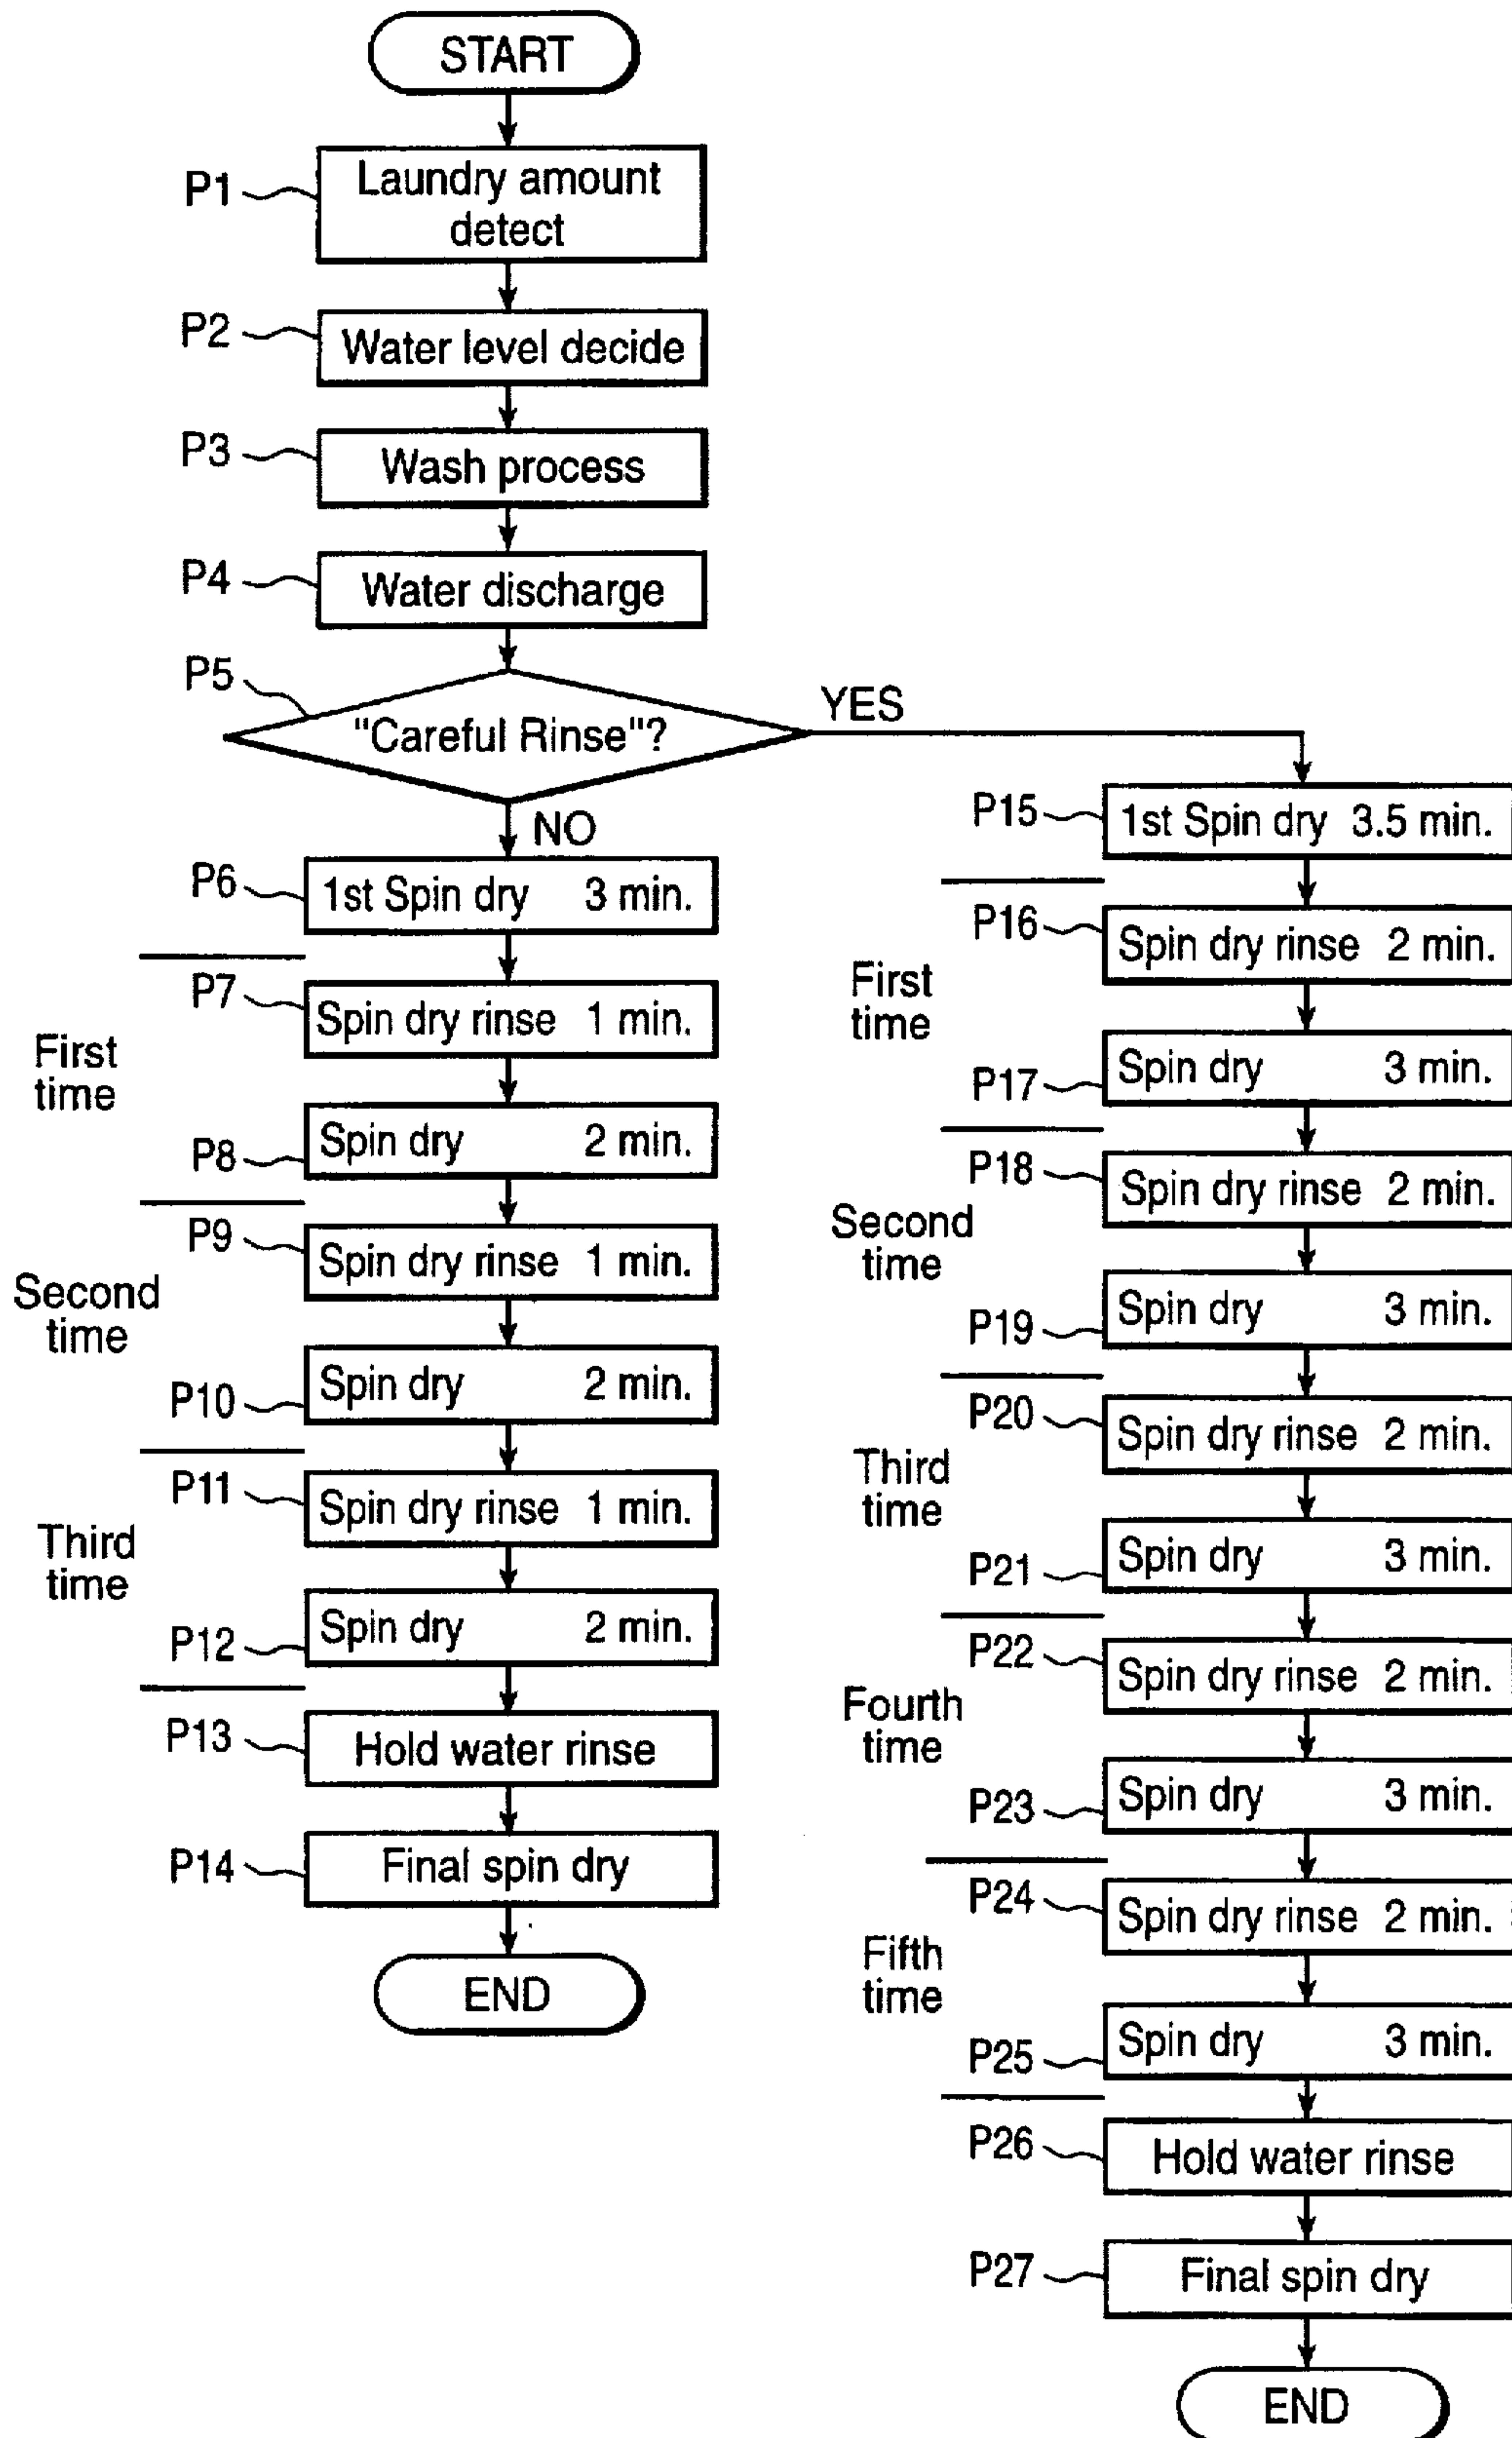 START
P1
Laundry amount
detect
P2
Water level decide
P3
Wash process
P4
Water discharge
P5
"Careful Rinse"?
YES
NO
P6
1st Spin dry 3 min.
First
time
P7
Spin dry rinse 1 min.
P8
Spin dry 2 min.
Second
time
P9
Spin dry rinse 1 min.
P10
Spin dry 2 min.
Third
time
P11
Spin dry rinse 1 min.
P12
Spin dry 2 min.
P13
Hold water rinse
P14
Final spin dry
END
P15
1st Spin dry 3.5 min.
First
time
P16
Spin dry rinse 2 min.
P17
Spin dry 3 min.
Second
time
P18
Spin dry rinse 2 min.
P19
Spin dry 3 min.
Third
time
P20
Spin dry rinse 2 min.
P21
Spin dry 3 min.
Fourth
time
P22
Spin dry rinse 2 min.
P23
Spin dry 3 min.
Fifth
time
P24
Spin dry rinse 2 min.
P25
Spin dry 3 min.
P26
Hold water rinse
P27
Final spin dry
END